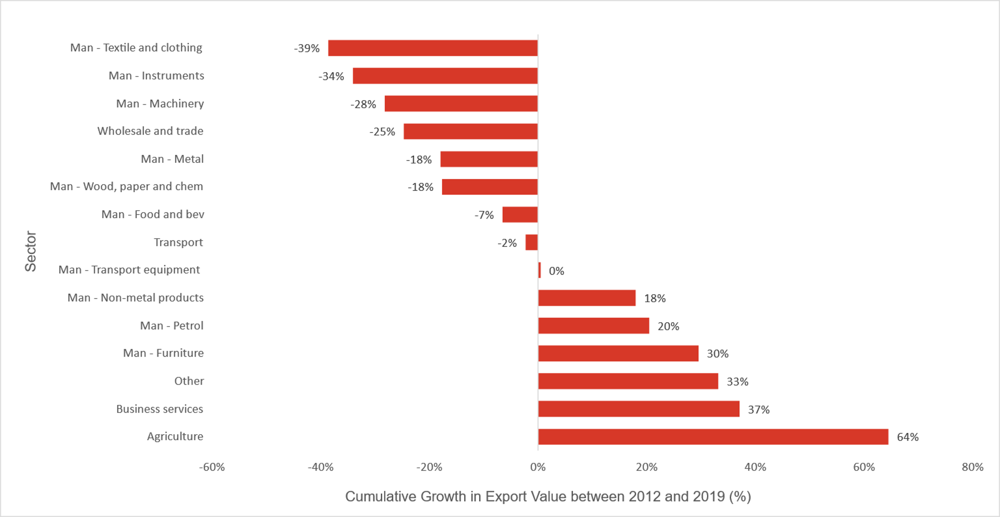 Man - Textile and clothing
-39%
Man - Instruments
-34%
Man - Machinery
-28%
Wholesale and trade
-25%
Man - Metal
-18%
Man - Wood, paper and chem
-18%
Man - Food and bev
-7%
Transport
-2%
Man - Transport equipment
0%
Man - Non-metal products
18%
Man - Petrol
20%
Man - Furniture
30%
Other
33%
Business services
37%
Agriculture
64%
Sector
-60% -40% -20% 0% 20% 40% 60% 80%
Cumulative Growth in Export Value between 2012 and 2019 (%)